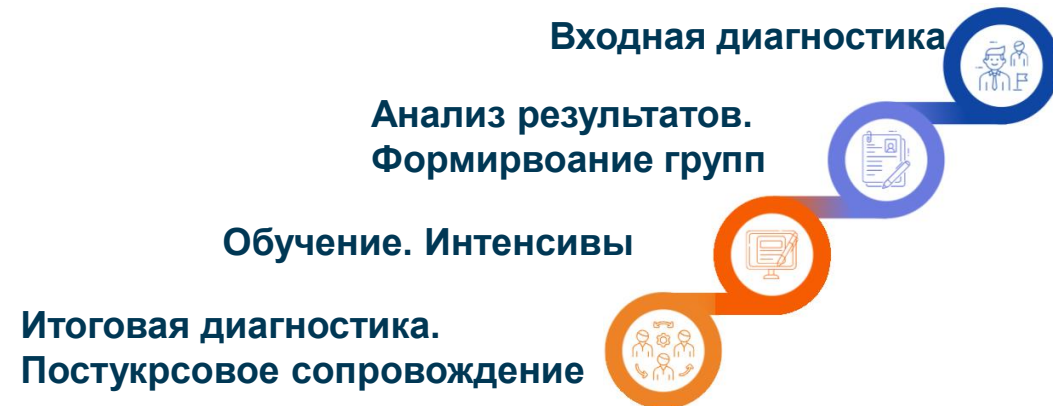 Входная диагностика
Анализ результатов.
Формирвоание групп
Обучение. Интенсивы
Итоговая диагностика.
Постукрсовое сопровождение